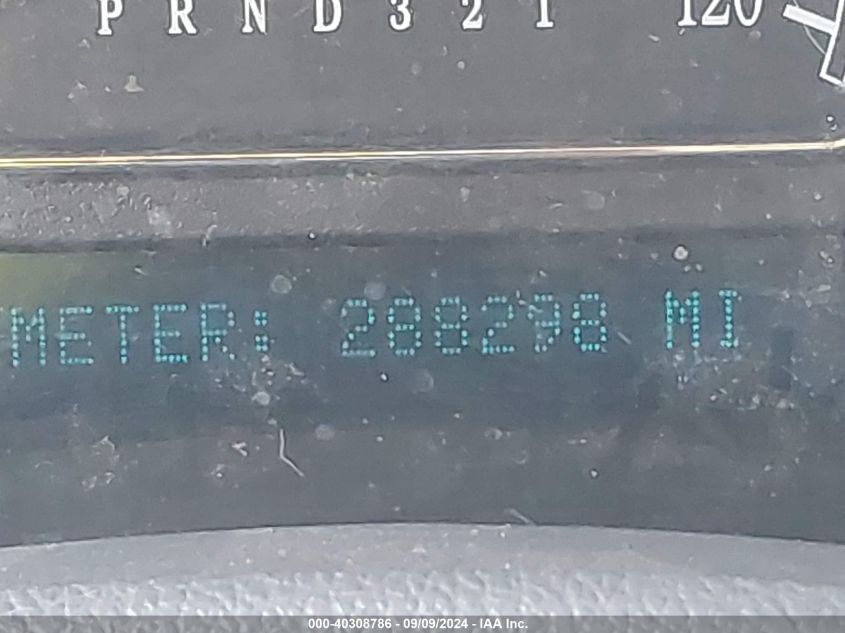 P R N D 3 2 1 120
METER: 288298 MI
000-40308786 - 09/09/2024 - IAA Inc.